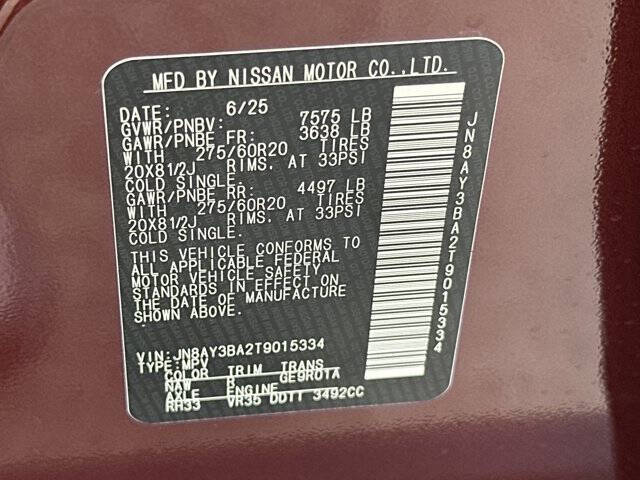 MFD BY NISSAN MOTOR CO.,LTD.
DATE: 6/25
GVWR/PNBV: 7575 LB
GAWR/PNBE FR: 3638 LB
WITH 275/60R20 TIRES
20X81/2J RIMS, AT 33PSI
COLD SINGLE.
GAWR/PNBE RR: 4497 LB
WITH 275/60R20 TIRES
20X81/2J RIMS, AT 33PSI
COLD SINGLE.
THIS VEHICLE CONFORMS TO
ALL APPLICABLE FEDERAL
MOTOR VEHICLE SAFETY
STANDARDS IN EFFECT ON
THE DATE OF MANUFACTURE
SHOWN ABOVE.
VIN:JN8AY3BA2T9015334
TYPE:MPV
COLOR TRIM TRANS
NAW R GE9R01A
AXLE ENGINE
RH33 VR35 DDTT 3492CC
JN8AY3BA2T9015334